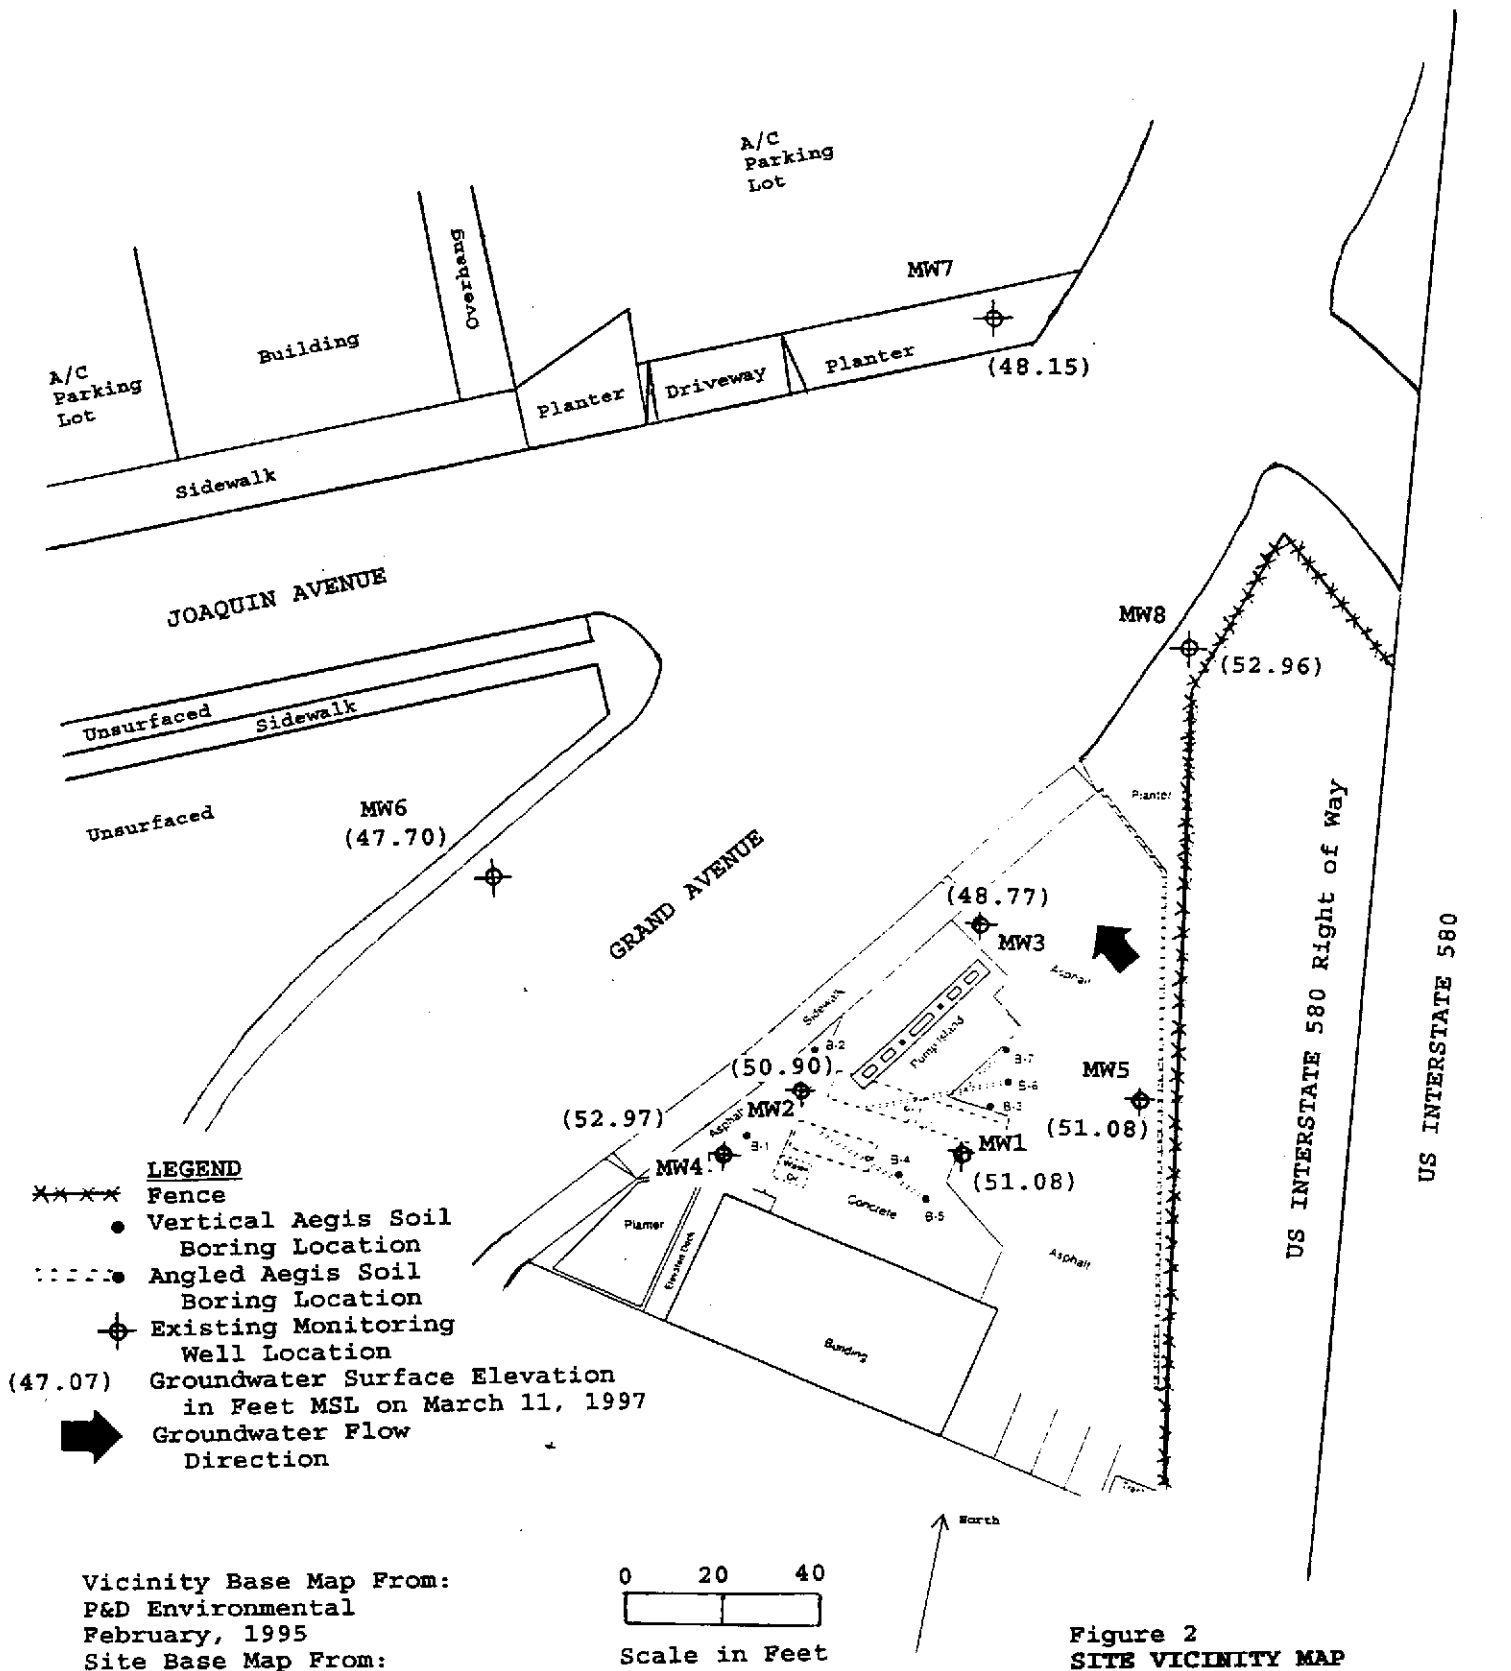 A/C
Parking
Lot
MW7
Overhang
Building
(48.15)
Planter
Driveway
Planter
A/C
Parking
Lot
Sidewalk
JOAQUIN AVENUE
MW8
(52.96)
Unsurfaced
Sidewalk
Unsurfaced
MW6
(47.70)
GRAND AVENUE
Planter
US INTERSTATE 580 Right of Way
US INTERSTATE 580
(48.77)
MW3
Asphalt
Sidewalk
Pump Island
B-2
B-7
(50.90)
MW2
B-6
B-3
MW5
(51.08)
(52.97)
Asphalt
B-1
MW4
MW1
(51.08)
B-4
Waste
Oil
B-5
Concrete
Planter
Elevated Deck
Asphalt
Building
LEGEND
Fence
Vertical Aegis Soil
Boring Location
Angled Aegis Soil
Boring Location
Existing Monitoring
Well Location
(47.07) Groundwater Surface Elevation
in Feet MSL on March 11, 1997
Groundwater Flow
Direction
North
Vicinity Base Map From:
P&D Environmental
February, 1995
Site Base Map From:
0 20 40
Scale in Feet
Figure 2
SITE VICINITY MAP